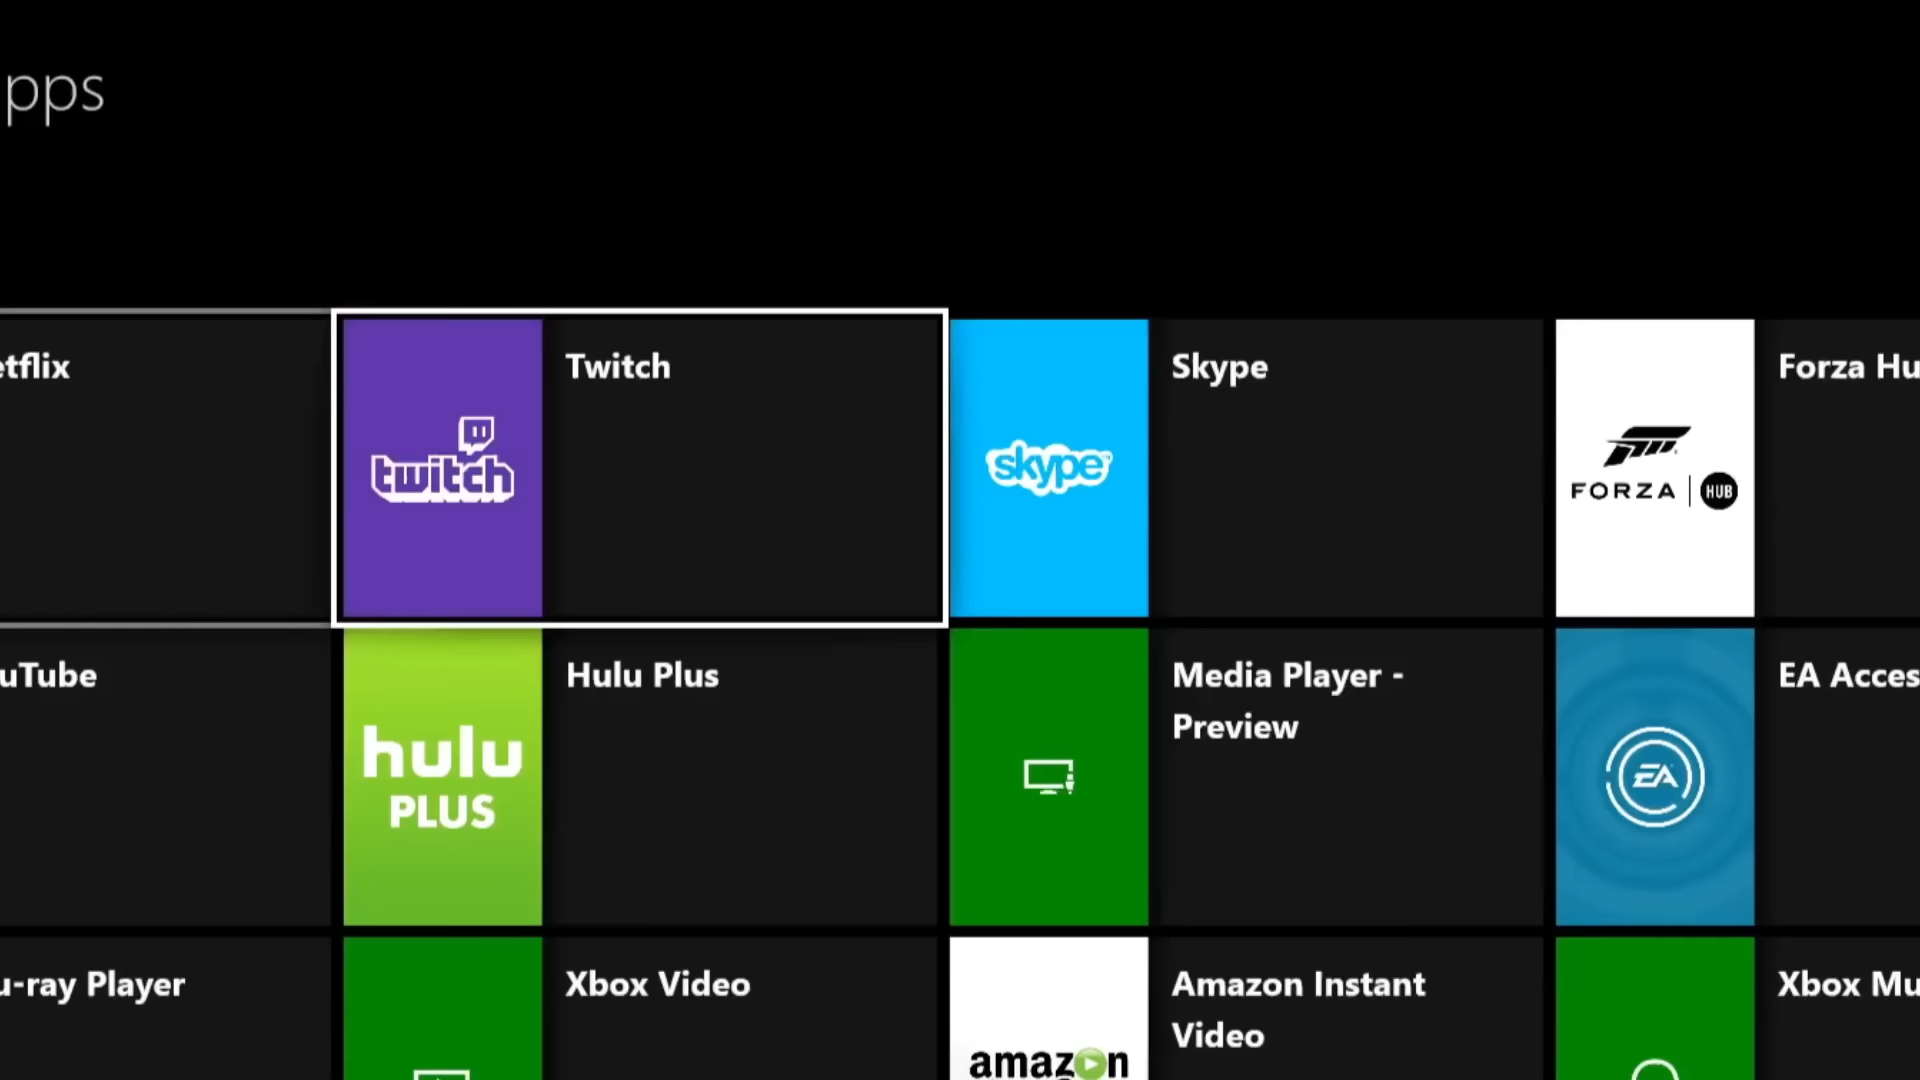 pps
etflix
twitch
Twitch
skype
Skype
FORZA | HUB
Forza Hu
uTube
hulu
PLUS
Hulu Plus
Media Player -
Preview
EA
EA Acces
u-ray Player
Xbox Video
amazon
Amazon Instant
Video
Xbox Mu